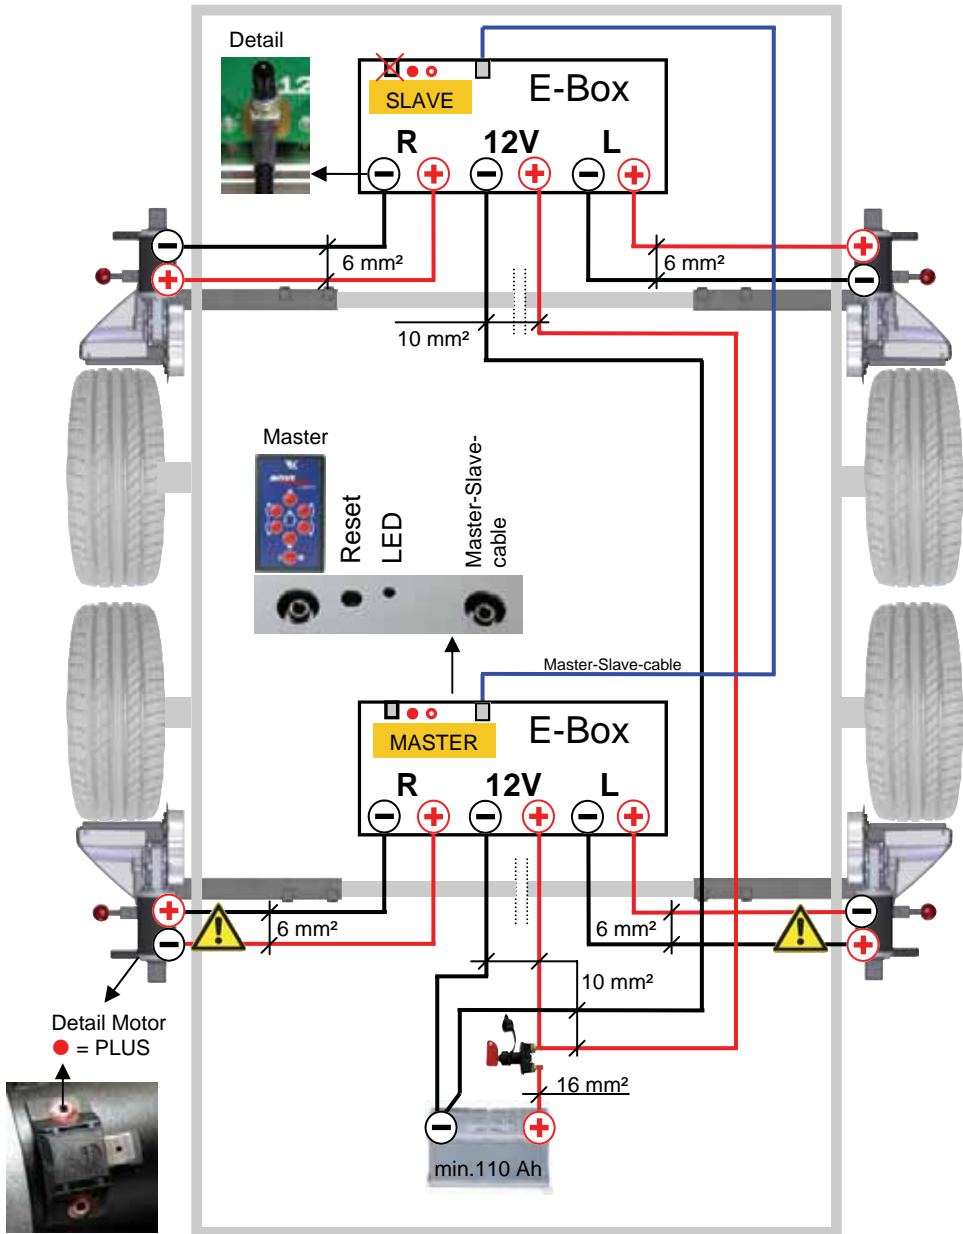 Detail
12
E-Box
SLAVE
R
12V
L
6 mm²
6 mm²
10 mm²
Master
Reset
LED
Master-Slave-
cable
Master-Slave-cable
E-Box
MASTER
R
12V
L
6 mm²
6 mm²
10 mm²
Detail Motor
= PLUS
16 mm²
min.110 Ah